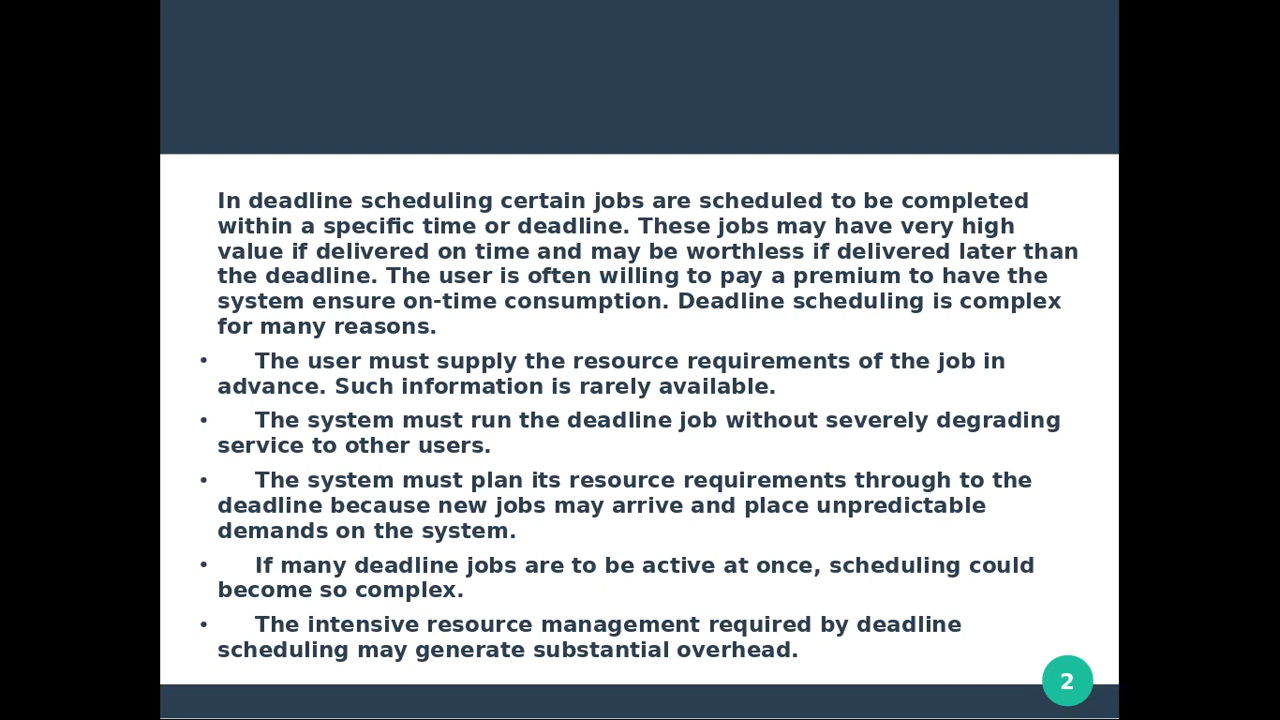 In deadline scheduling certain jobs are scheduled to be completed
within a specific time or deadline. These jobs may have very high
value if delivered on time and may be worthless if delivered later than
the deadline. The user is often willing to pay a premium to have the
system ensure on-time consumption. Deadline scheduling is complex
for many reasons.
• The user must supply the resource requirements of the job in
advance. Such information is rarely available.
• The system must run the deadline job without severely degrading
service to other users.
• The system must plan its resource requirements through to the
deadline because new jobs may arrive and place unpredictable
demands on the system.
• If many deadline jobs are to be active at once, scheduling could
become so complex.
• The intensive resource management required by deadline
scheduling may generate substantial overhead.
2